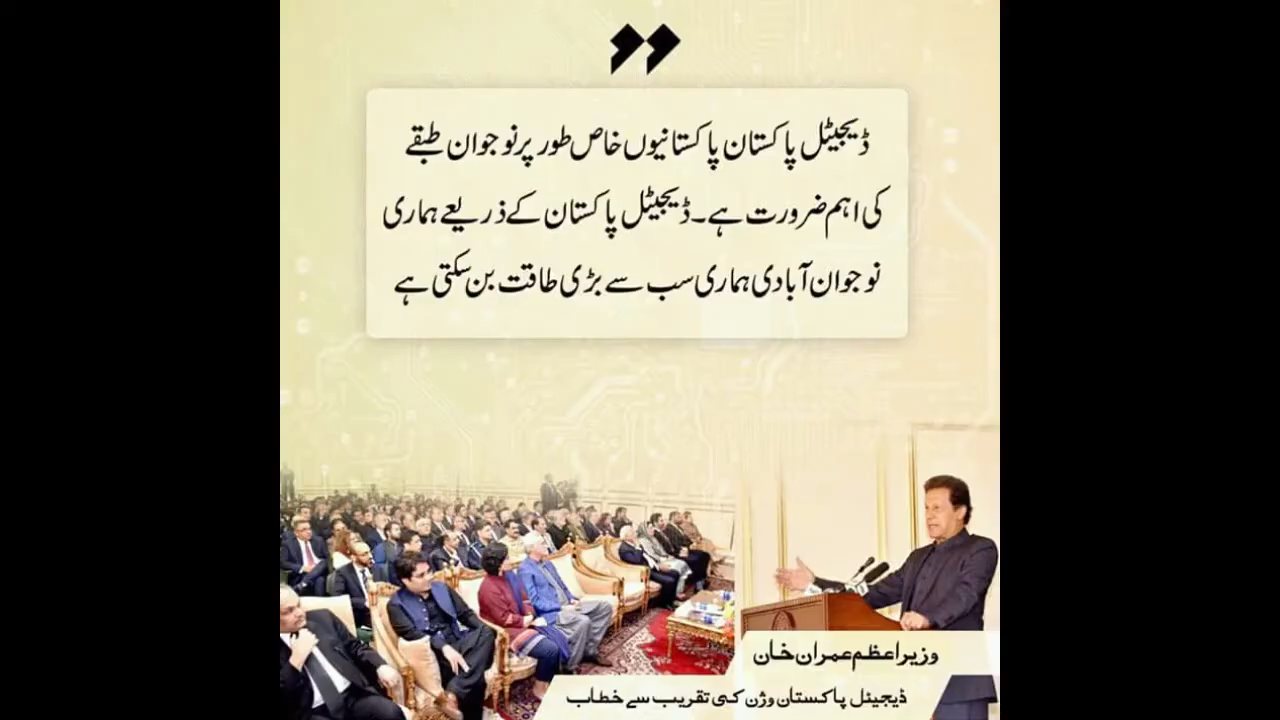 ڈیجیٹل پاکستان پاکستانیوں خاص طور پر نوجوان طبقے
کی اہم ضرورت ہے۔ ڈیجیٹل پاکستان کے ذریعے ہماری
نوجوان آبادی ہماری سب سے بڑی طاقت بن سکتی ہے
وزیراعظم عمران خان
ڈیجیٹل پاکستان وژن کی تقریب سے خطاب